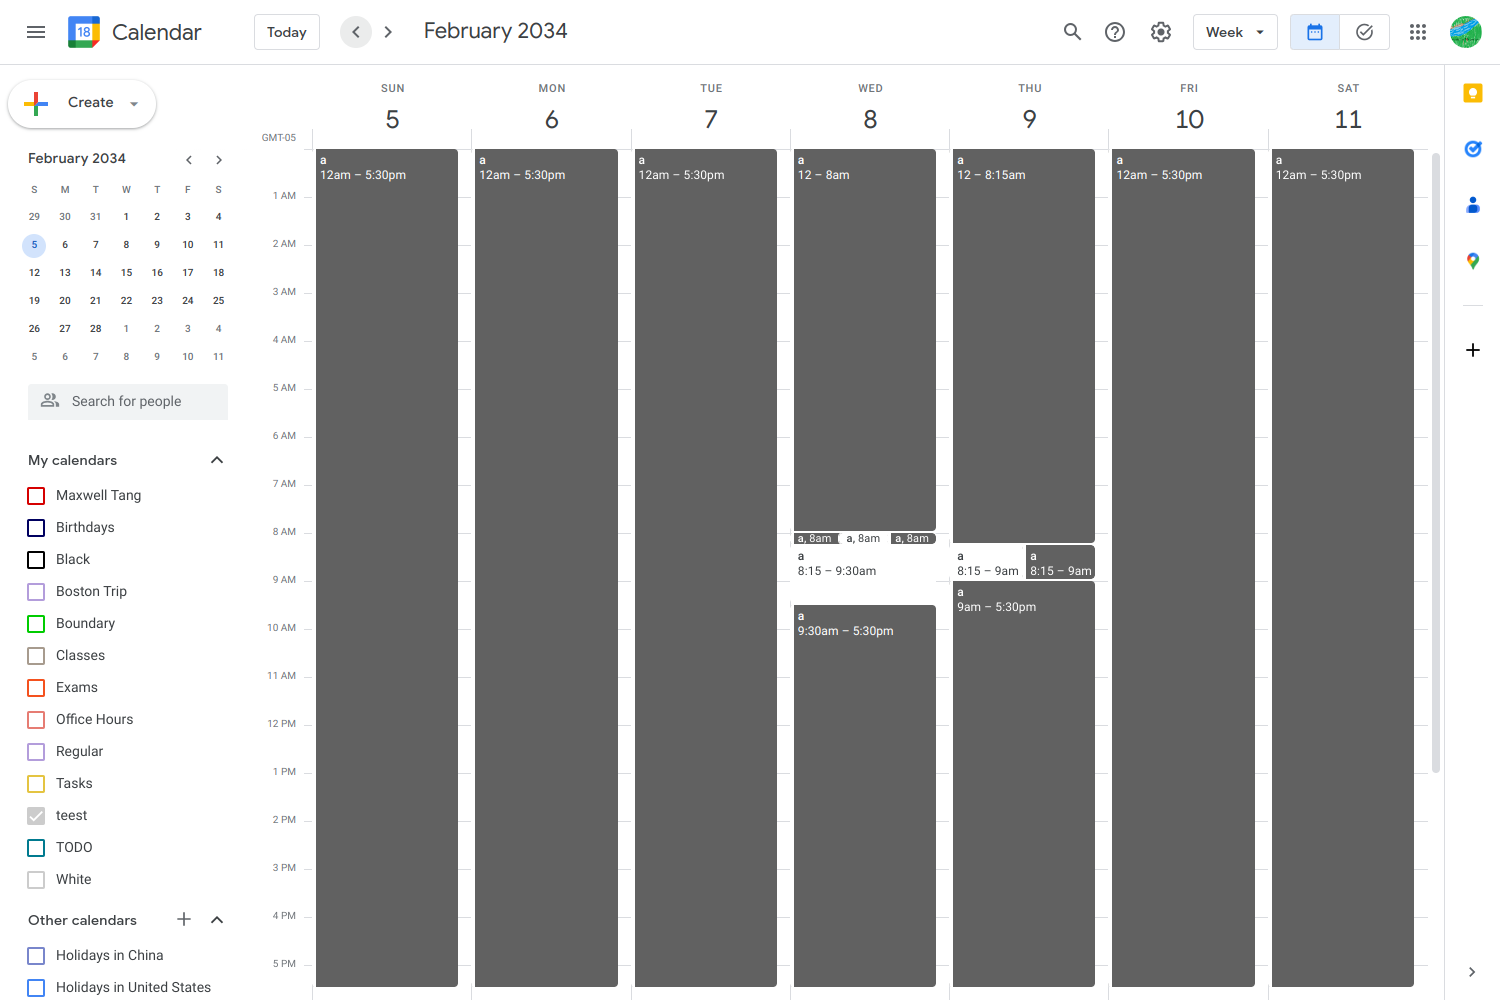 18 Calendar Today February 2034 Week
Create
February 2034
S M T W T F S
29 30 31 1 2 3 4
5 6 7 8 9 10 11
12 13 14 15 16 17 18
19 20 21 22 23 24 25
26 27 28 1 2 3 4
5 6 7 8 9 10 11
Search for people
My calendars
Maxwell Tang
Birthdays
Black
Boston Trip
Boundary
Classes
Exams
Office Hours
Regular
Tasks
teest
TODO
White
Other calendars
Holidays in China
Holidays in United States
SUN MON TUE WED THU FRI SAT
5 6 7 8 9 10 11
GMT-05
1 AM
2 AM
3 AM
4 AM
5 AM
6 AM
7 AM
8 AM
9 AM
10 AM
11 AM
12 PM
1 PM
2 PM
3 PM
4 PM
5 PM
a
12am – 5:30pm
a
12am – 5:30pm
a
12am – 5:30pm
a
12 – 8am
a, 8am a, 8am a, 8am
a
8:15 – 9:30am
a
9:30am – 5:30pm
a
12 – 8:15am
a
8:15 – 9am
a
8:15 – 9am
a
9am – 5:30pm
a
12am – 5:30pm
a
12am – 5:30pm